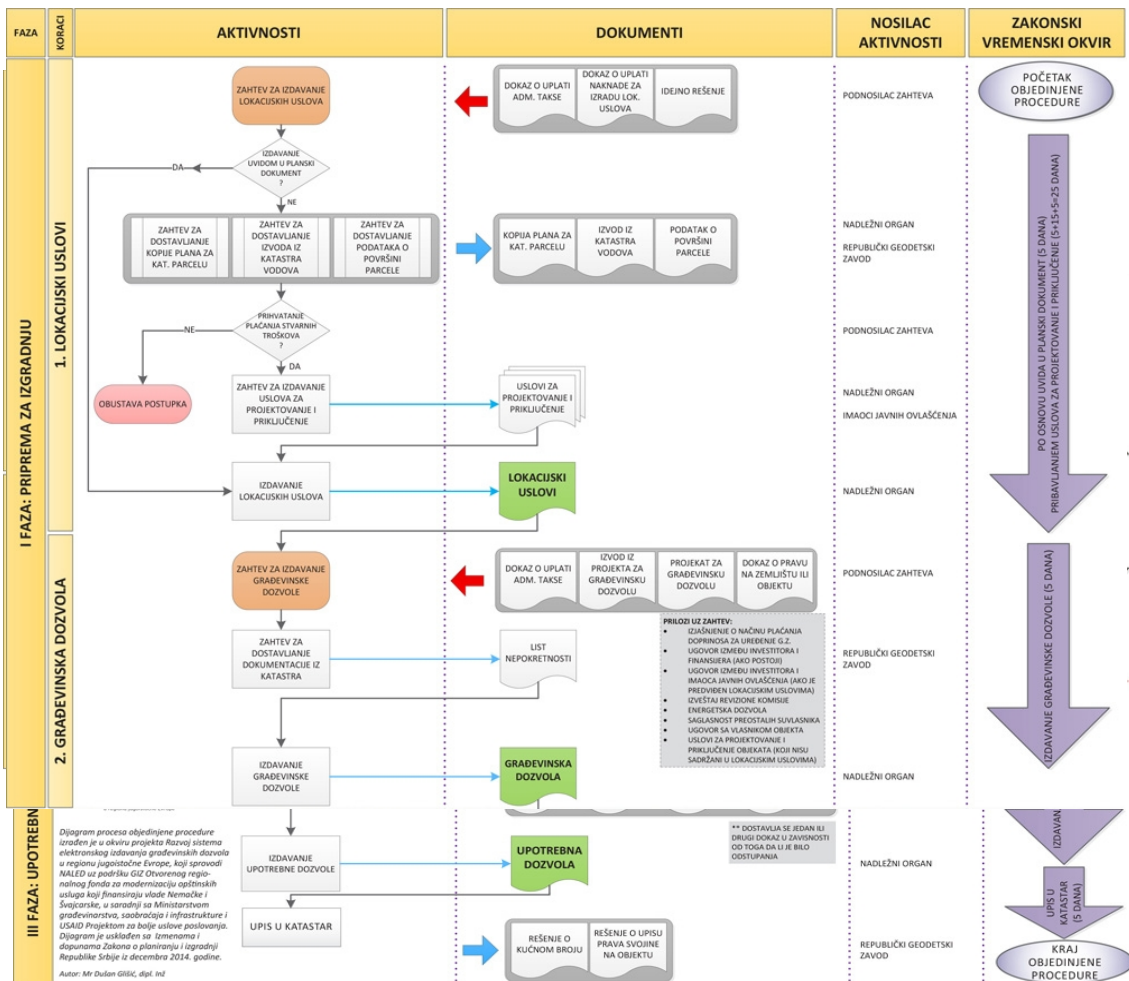 FAZA
KORACI
AKTIVNOSTI
DOKUMENTI
NOSILAC
AKTIVNOSTI
ZAKONSKI
VREMENSKI OKVIR
I FAZA: PRIPREMA ZA IZGRADNJU
1. LOKACIJSKI USLOVI
ZAHTEV ZA IZDAVANJE
LOKACIJSKIH USLOVA
DOKAZ O UPLATI
ADM. TAKSE
DOKAZ O UPLATI
NAKNADE ZA
IZRADU LOK.
USLOVA
IDEJNO REŠENJE
PODNOSILAC ZAHTEVA
POČETAK
OBJEDINJENE
PROCEDURE
IZDAVANJE
UVIDOM U PLANSKI
DOKUMENT
?
DA
NE
ZAHTEV ZA
DOSTAVLJANJE
KOPIJE PLANA ZA
KAT. PARCELU
ZAHTEV ZA
DOSTAVLJANJE
IZVODA IZ
KATASTRA
VODOVA
ZAHTEV ZA
DOSTAVLJANJE
PODATAKA O
POVRŠINI
PARCELE
KOPIJA PLANA ZA
KAT. PARCELU
IZVOD IZ
KATASTRA
VODOVA
PODATAK O
POVRŠINI
PARCELE
NADLEŽNI ORGAN
REPUBLIČKI GEODETSKI
ZAVOD
PO OSNOVU UVIDA U PLANSKI DOKUMENT (5 DANA)
PRIBAVLJANJEM USLOVA ZA PROJEKTOVANJE I PRIKLJUČENJE (5+15+5=25 DANA)
PRIHVATANJE
PLAĆANJA STVARNIH
TROŠKOVA
?
NE
DA
PODNOSILAC ZAHTEVA
OBUSTAVA POSTUPKA
ZAHTEV ZA IZDAVANJE
USLOVA ZA
PROJEKTOVANJE I
PRIKLJUČENJE
USLOVI ZA
PROJEKTOVANJE I
PRIKLJUČENJE
NADLEŽNI ORGAN
IMAOCI JAVNIH OVLAŠĆENJA
IZDAVANJE
LOKACIJSKIH USLOVA
LOKACIJSKI
USLOVI
NADLEŽNI ORGAN
2. GRAĐEVINSKA DOZVOLA
ZAHTEV ZA IZDAVANJE
GRAĐEVINSKE
DOZVOLE
DOKAZ O UPLATI
ADM. TAKSE
IZVOD IZ
PROJEKTA ZA
GRAĐEVINSKU
DOZVOLU
PROJEKAT ZA
GRAĐEVINSKU
DOZVOLU
DOKAZ O PRAVU
NA ZEMLJIŠTU ILI
OBJEKTU
PODNOSILAC ZAHTEVA
IZDAVANJE GRAĐEVINSKE DOZVOLE (5 DANA)
ZAHTEV ZA
DOSTAVLJANJE
DOKUMENTACIJE IZ
KATASTRA
LIST
NEPOKRETNOSTI
PRILOZI UZ ZAHTEV:
• IZJAŠNJENJE O NAČINU PLAĆANJA
DOPRINOSA ZA UREĐENJE G.Z.
• UGOVOR IZMEĐU INVESTITORA I
FINANSIJERA (AKO POSTOJI)
• UGOVOR IZMEĐU INVESTITORA I
IMAOCA JAVNIH OVLAŠĆENJA (AKO JE
PREDVIĐEN LOKACIJSKIM USLOVIMA)
• IZVEŠTAJ REVIZIONE KOMISIJE
• ENERGETSKA DOZVOLA
• SAGLASNOST PREOSTALIH SUVLASNIKA
• UGOVOR SA VLASNIKOM OBJEKTA
• USLOVI ZA PROJEKTOVANJE I
PRIKLJUČENJE OBJEKATA (KOJI NISU
SADRŽANI U LOKACIJSKIM USLOVIMA)
REPUBLIČKI GEODETSKI
ZAVOD
IZDAVANJE
GRAĐEVINSKE
DOZVOLE
GRAĐEVINSKA
DOZVOLA
NADLEŽNI ORGAN
III FAZA: UPOTREBN
Dijagram procesa objedinjene procedure
izrađen je u okviru projekta Razvoj sistema
elektronskog izdavanja građevinskih dozvola
u regionu jugoistočne Evrope, koji sprovodi
NALED uz podršku GIZ Otvorenog regio-
nalnog fonda za modernizaciju opštinskih
usluga koji finansiraju vlade Nemačke i
Švajcarske, u saradnji sa Ministarstvom
građevinarstva, saobraćaja i infrastrukture i
USAID Projektom za bolje uslove poslovanja.
Dijagram je usklađen sa Izmenama i
dopunama Zakona o planiranju i izgradnji
Republike Srbije iz decembra 2014. godine.
Autor: Mr Dušan Glišić, dipl. Inž
IZDAVANJE
UPOTREBNE DOZVOLE
UPOTREBNA
DOZVOLA
** DOSTAVLJA SE JEDAN ILI
DRUGI DOKAZ U ZAVISNOSTI
OD TOGA DA LI JE BILO
ODSTUPANJA
NADLEŽNI ORGAN
IZDAVAN
UPIS U KATASTAR
UPIS U
KATASTAR
(5 DANA)
REŠENJE O
KUĆNOM BROJU
REŠENJE O UPISU
PRAVA SVOJINE
NA OBJEKTU
REPUBLIČKI GEODETSKI
ZAVOD
KRAJ
OBJEDINJENE
PROCEDURE